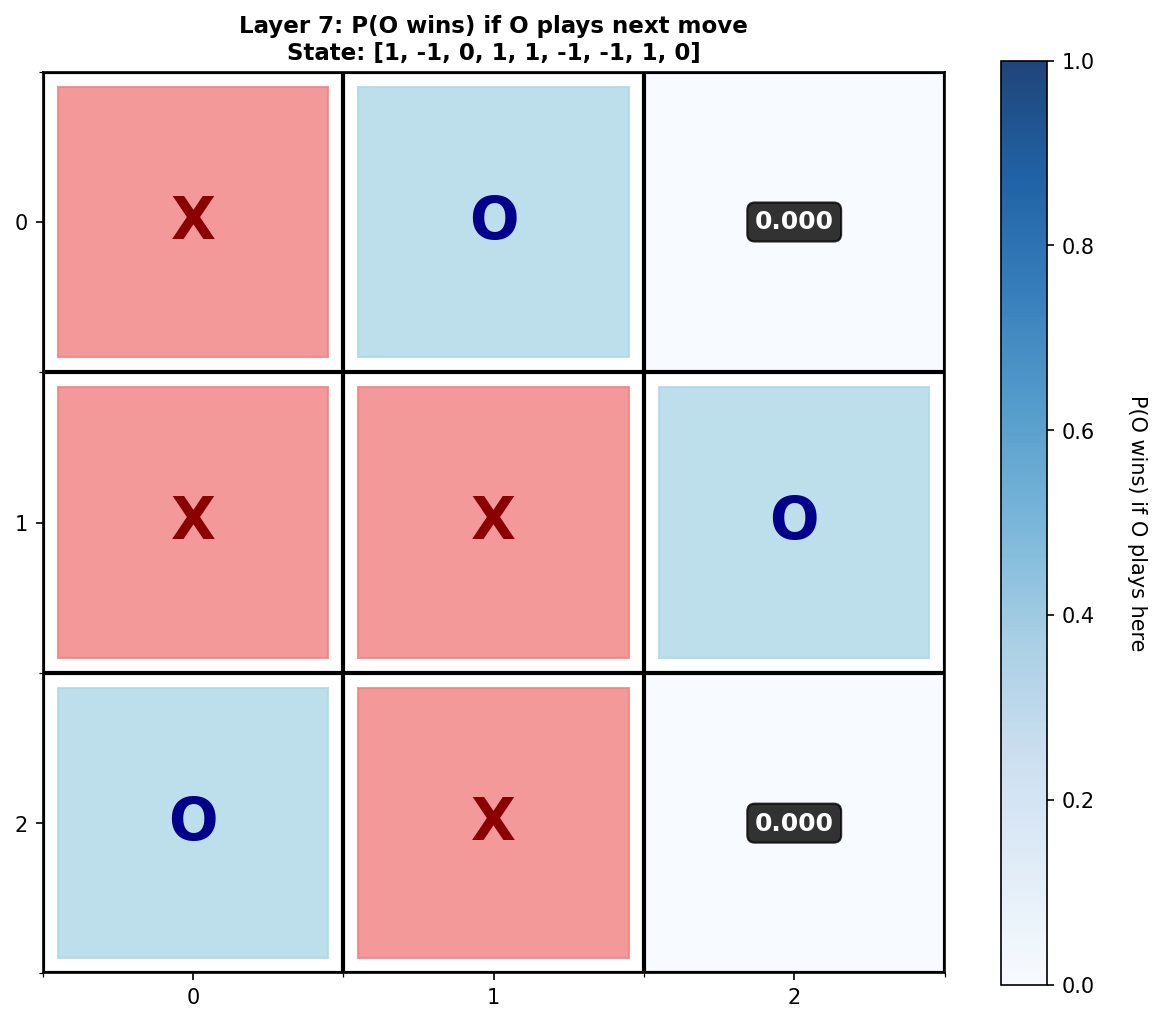 Layer 7: P(O wins) if O plays next move
State: [1, -1, 0, 1, 1, -1, -1, 1, 0]
X O 0.000
X X O
O X 0.000
0
1
2
0 1 2
1.0
0.8
0.6
0.4
0.2
0.0
P(O wins) if O plays here